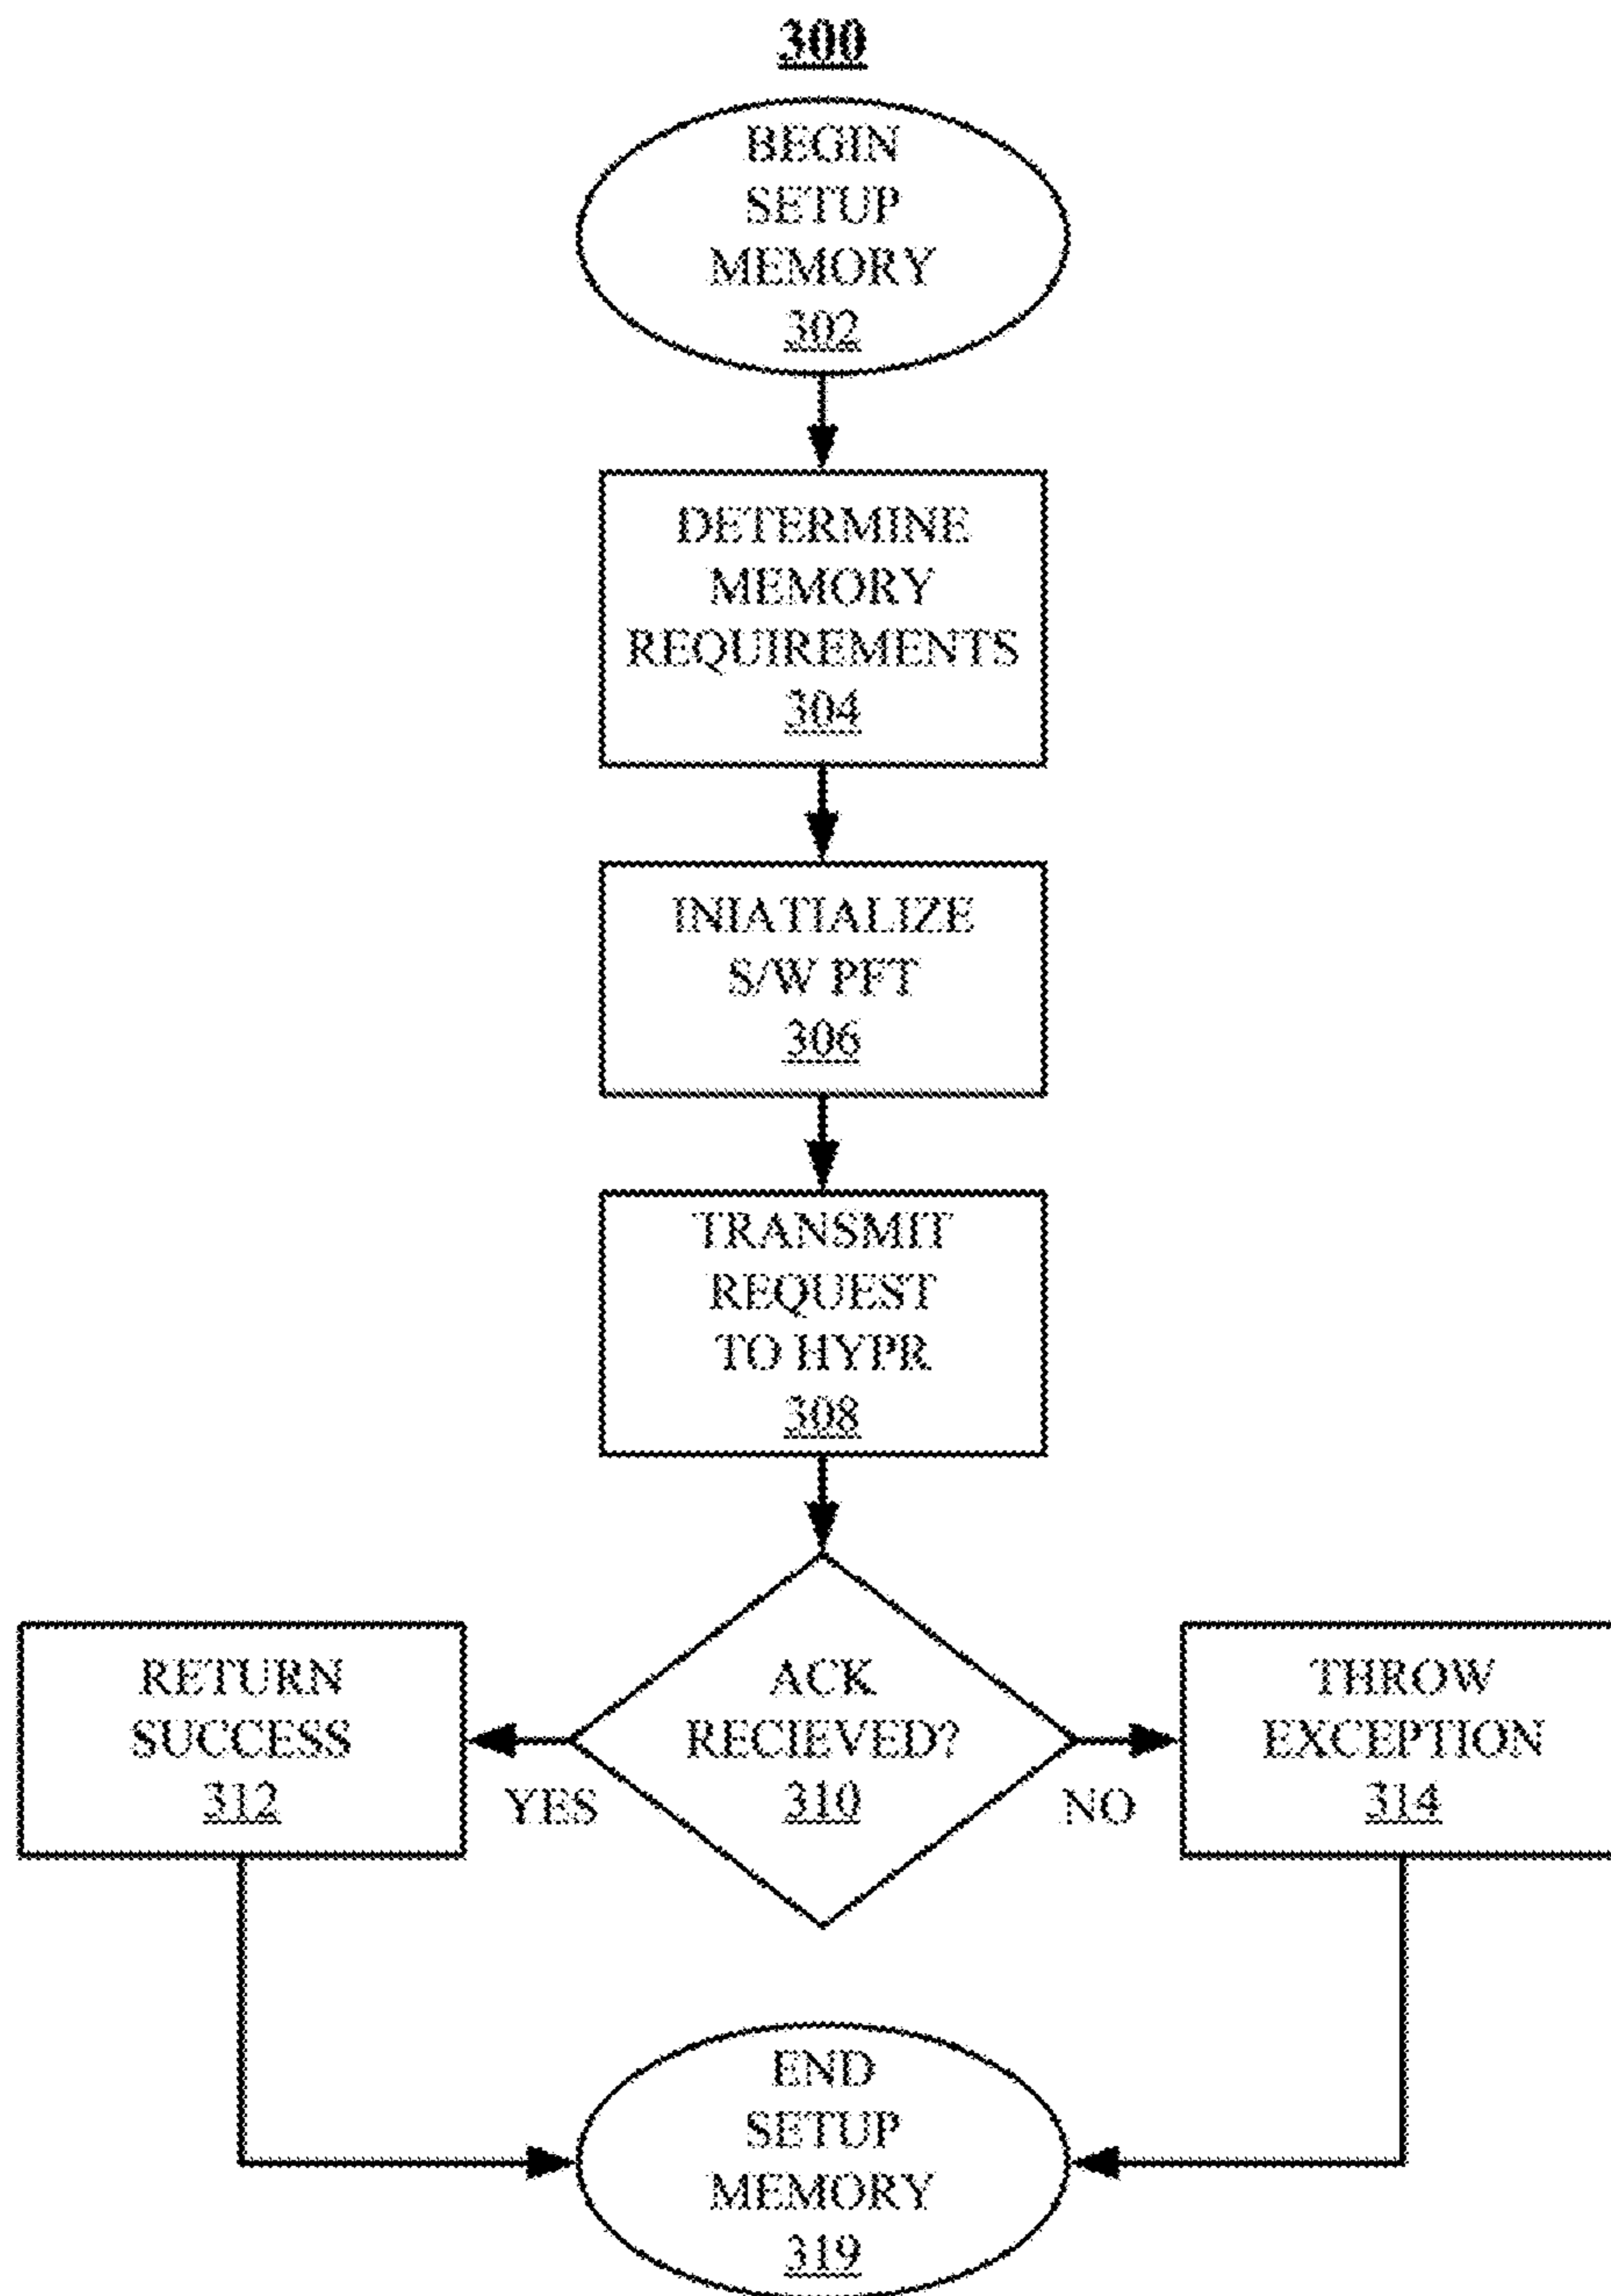 300
BEGIN
SETUP
MEMORY
302
DETERMINE
MEMORY
REQUIREMENTS
304
INIATIALIZE
S/W PFT
306
TRANSMIT
REQUEST
TO HYPR
308
RETURN
SUCCESS
312
YES
ACK
RECIEVED?
310
NO
THROW
EXCEPTION
314
END
SETUP
MEMORY
319